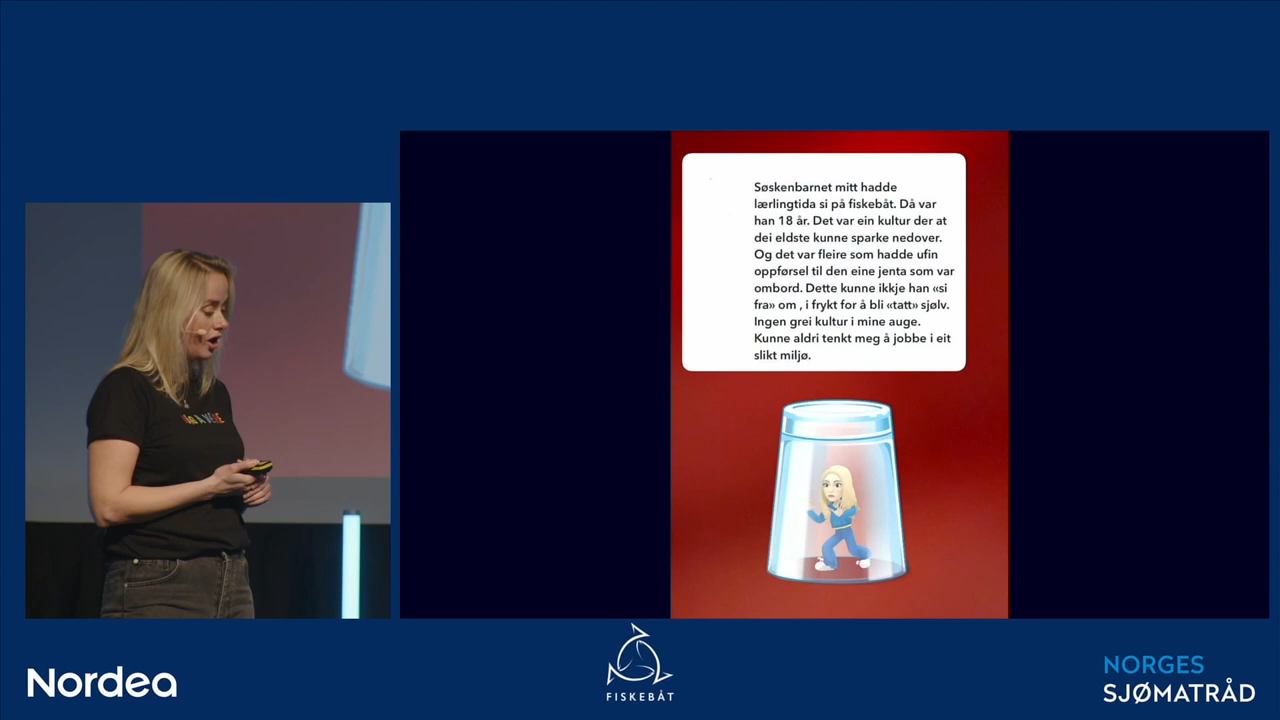 Søskenbarnet mitt hadde
lærlingtida si på fiskebåt. Då var
han 18 år. Det var ein kultur der at
dei eldste kunne sparke nedover.
Og det var fleire som hadde ufin
oppførsel til den eine jenta som var
ombord. Dette kunne ikkje han «si
fra» om , i frykt for å bli «tatt» sjølv.
Ingen grei kultur i mine auge.
Kunne aldri tenkt meg å jobbe i eit
slikt miljø.
Nordea
FISKEBÅT
NORGES
SJØMATRÅD